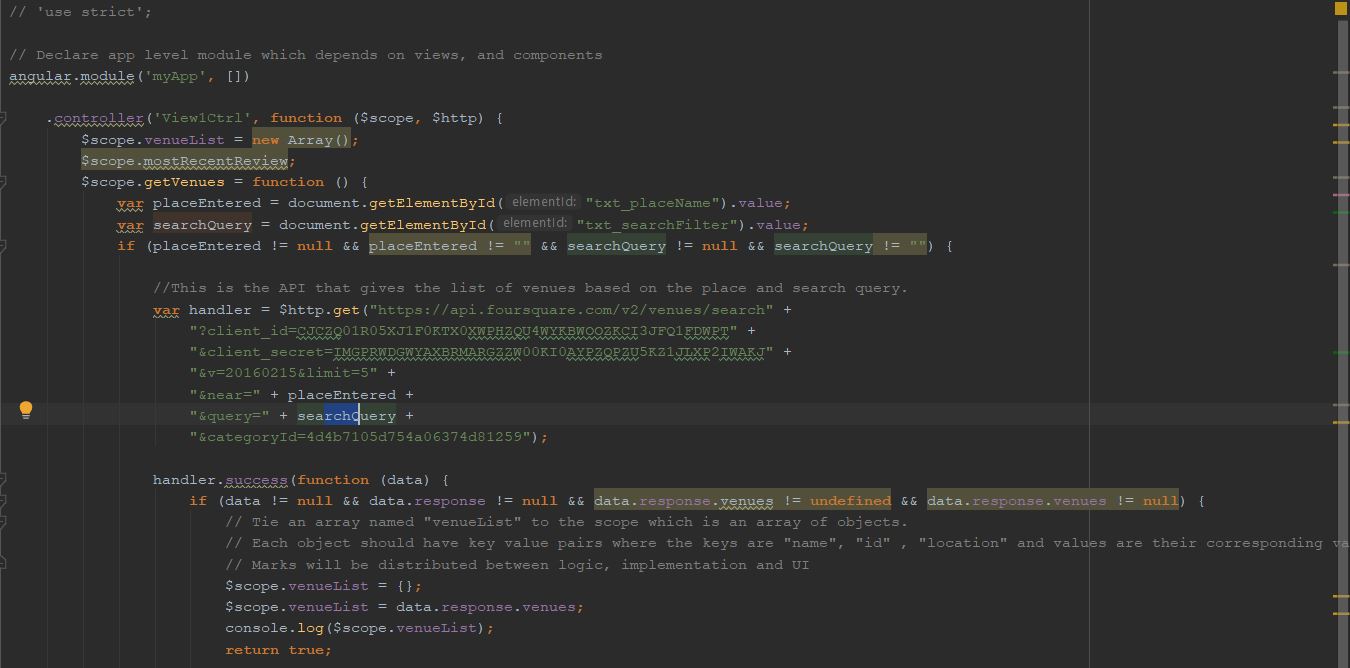 // 'use strict';
// Declare app level module which depends on views, and components
angular.module('myApp', [])
.controller('View1Ctrl', function ($scope, $http) {
$scope.venueList = new Array();
$scope.mostRecentReview;
$scope.getVenues = function () {
var placeEntered = document.getElementById( elementId: "txt_placeName").value;
var searchQuery = document.getElementById( elementId: "txt_searchFilter").value;
if (placeEntered != null && placeEntered != "" && searchQuery != null && searchQuery != "") {
//This is the API that gives the list of venues based on the place and search query.
var handler = $http.get("https://api.foursquare.com/v2/venues/search" +
"?client_id=CJCZQ01R05XJ1F0KTX0XWPHZQU4WYKBWOOZKCI3JFQ1FDWPT" +
"&client_secret=IMGPRWDGWYAXBRMARGZZW00KI0AYPZQPZU5KZ1JLXP2IWAKJ" +
"&v=20160215&limit=5" +
"&near=" + placeEntered +
"&query=" + searchQuery +
"&categoryId=4d4b7105d754a06374d81259");
handler.success(function (data) {
if (data != null && data.response != null && data.response.venues != undefined && data.response.venues != null) {
// Tie an array named "venueList" to the scope which is an array of objects.
// Each object should have key value pairs where the keys are "name", "id" , "location" and values are their corresponding va
// Marks will be distributed between logic, implementation and UI
$scope.venueList = {};
$scope.venueList = data.response.venues;
console.log($scope.venueList);
return true;